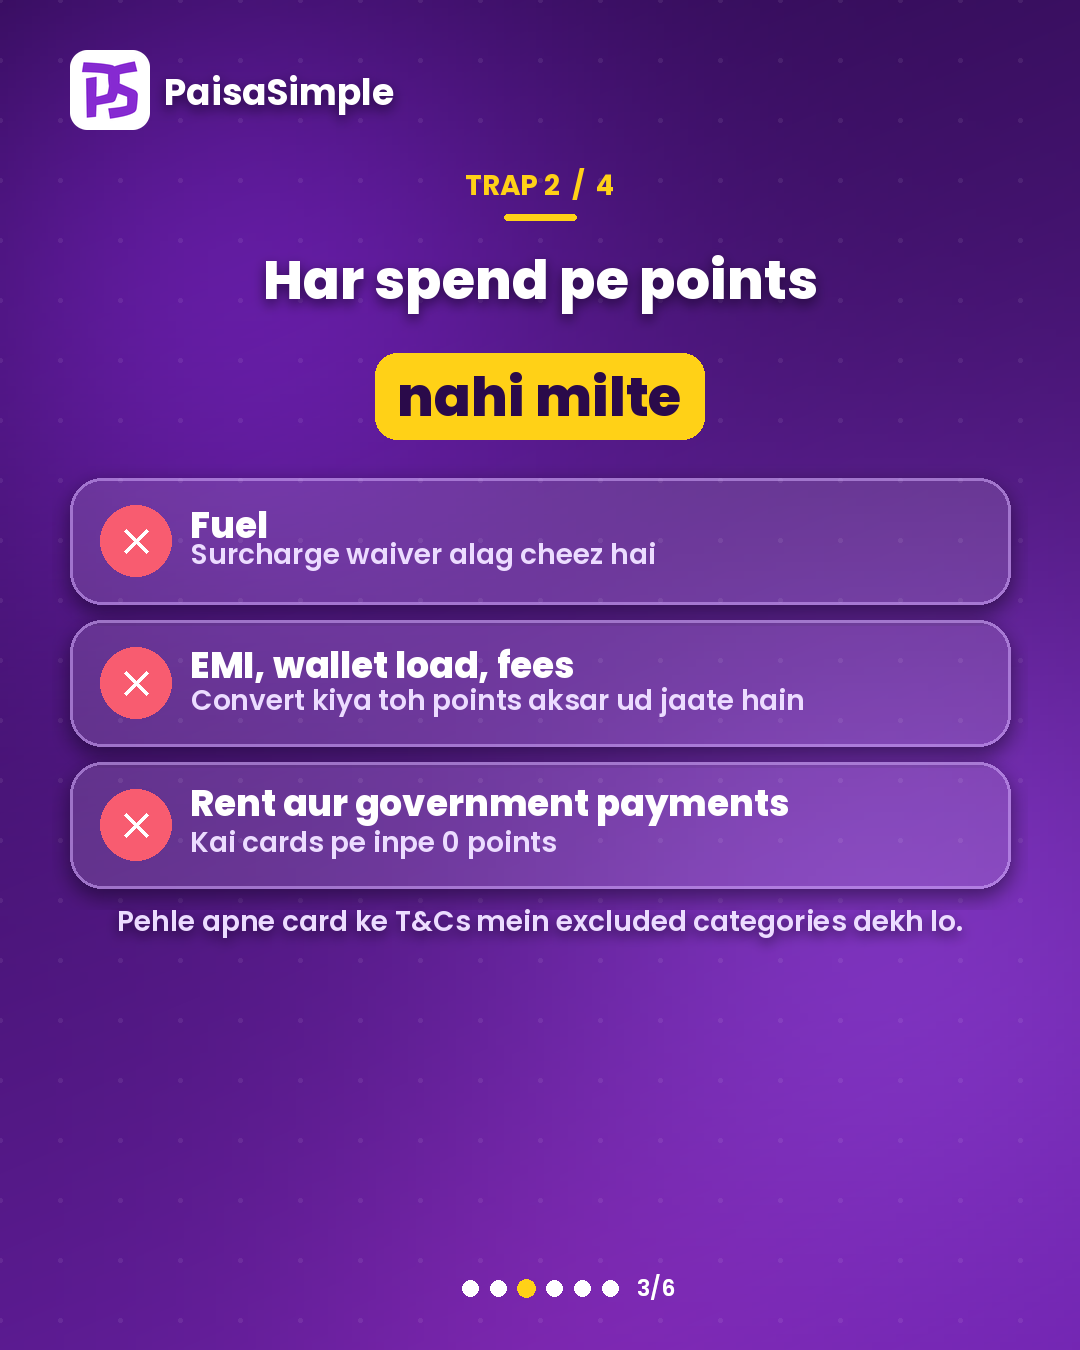 PaisaSimple
TRAP 2 / 4
Har spend pe points
nahi milte
Fuel
Surcharge waiver alag cheez hai
EMI, wallet load, fees
Convert kiya toh points aksar ud jaate hain
Rent aur government payments
Kai cards pe inpe 0 points
Pehle apne card ke T&Cs mein excluded categories dekh lo.
3/6